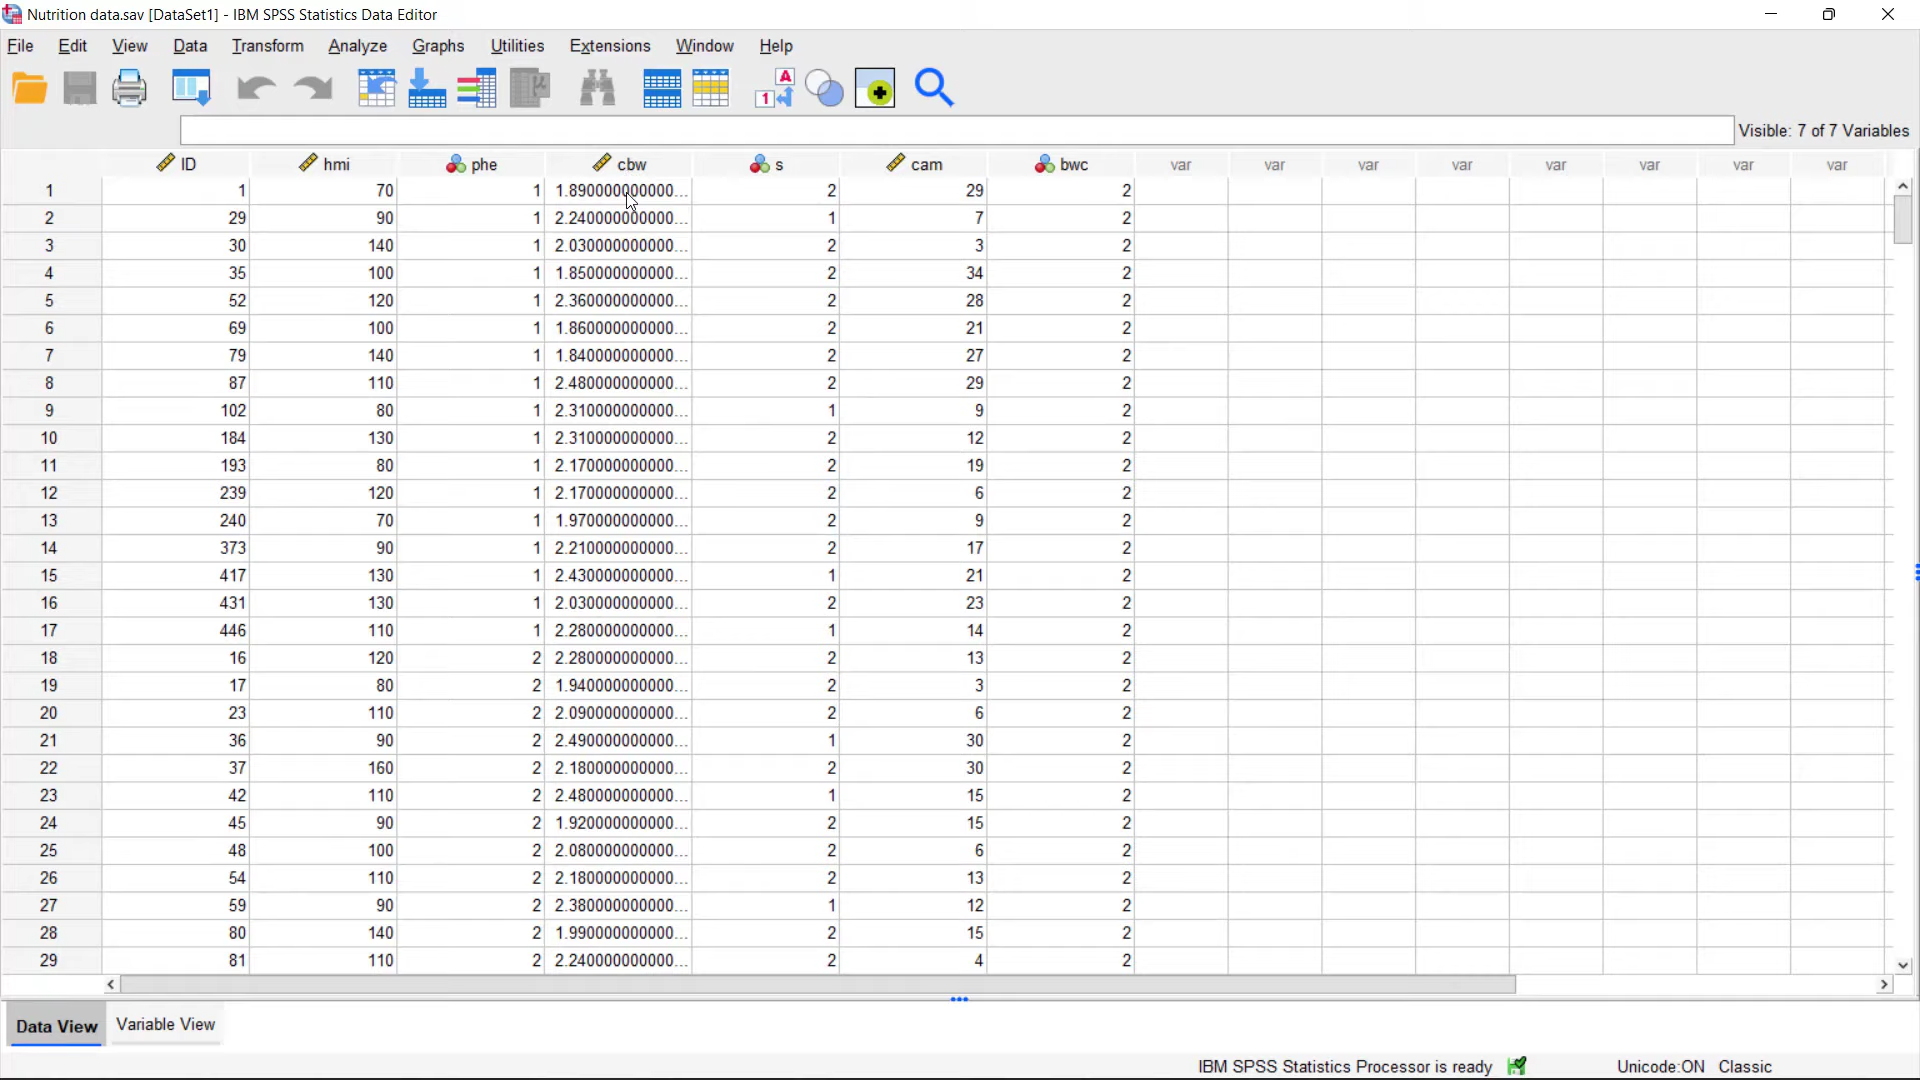 Nutrition data.sav [DataSet1] - IBM SPSS Statistics Data Editor
File Edit View Data Transform Analyze Graphs Utilities Extensions Window Help
Visible: 7 of 7 Variables
ID hmi phe cbw s cam bwc var var var var var var var var
1 1 70 1 1.890000000000... 2 29 2
2 29 90 1 2.240000000000... 1 7 2
3 30 140 1 2.030000000000... 2 3 2
4 35 100 1 1.850000000000... 2 34 2
5 52 120 1 2.360000000000... 2 28 2
6 69 100 1 1.860000000000... 2 21 2
7 79 140 1 1.840000000000... 2 27 2
8 87 110 1 2.480000000000... 2 29 2
9 102 80 1 2.310000000000... 1 9 2
10 184 130 1 2.310000000000... 2 12 2
11 193 80 1 2.170000000000... 2 19 2
12 239 120 1 2.170000000000... 2 6 2
13 240 70 1 1.970000000000... 2 9 2
14 373 90 1 2.210000000000... 2 17 2
15 417 130 1 2.430000000000... 1 21 2
16 431 130 1 2.030000000000... 2 23 2
17 446 110 1 2.280000000000... 1 14 2
18 16 120 2 2.280000000000... 2 13 2
19 17 80 2 1.940000000000... 2 3 2
20 23 110 2 2.090000000000... 2 6 2
21 36 90 2 2.490000000000... 1 30 2
22 37 160 2 2.180000000000... 2 30 2
23 42 110 2 2.480000000000... 1 15 2
24 45 90 2 1.920000000000... 2 15 2
25 48 100 2 2.080000000000... 2 6 2
26 54 110 2 2.180000000000... 2 13 2
27 59 90 2 2.380000000000... 1 12 2
28 80 140 2 1.990000000000... 2 15 2
29 81 110 2 2.240000000000... 2 4 2
Data View Variable View
IBM SPSS Statistics Processor is ready Unicode:ON Classic